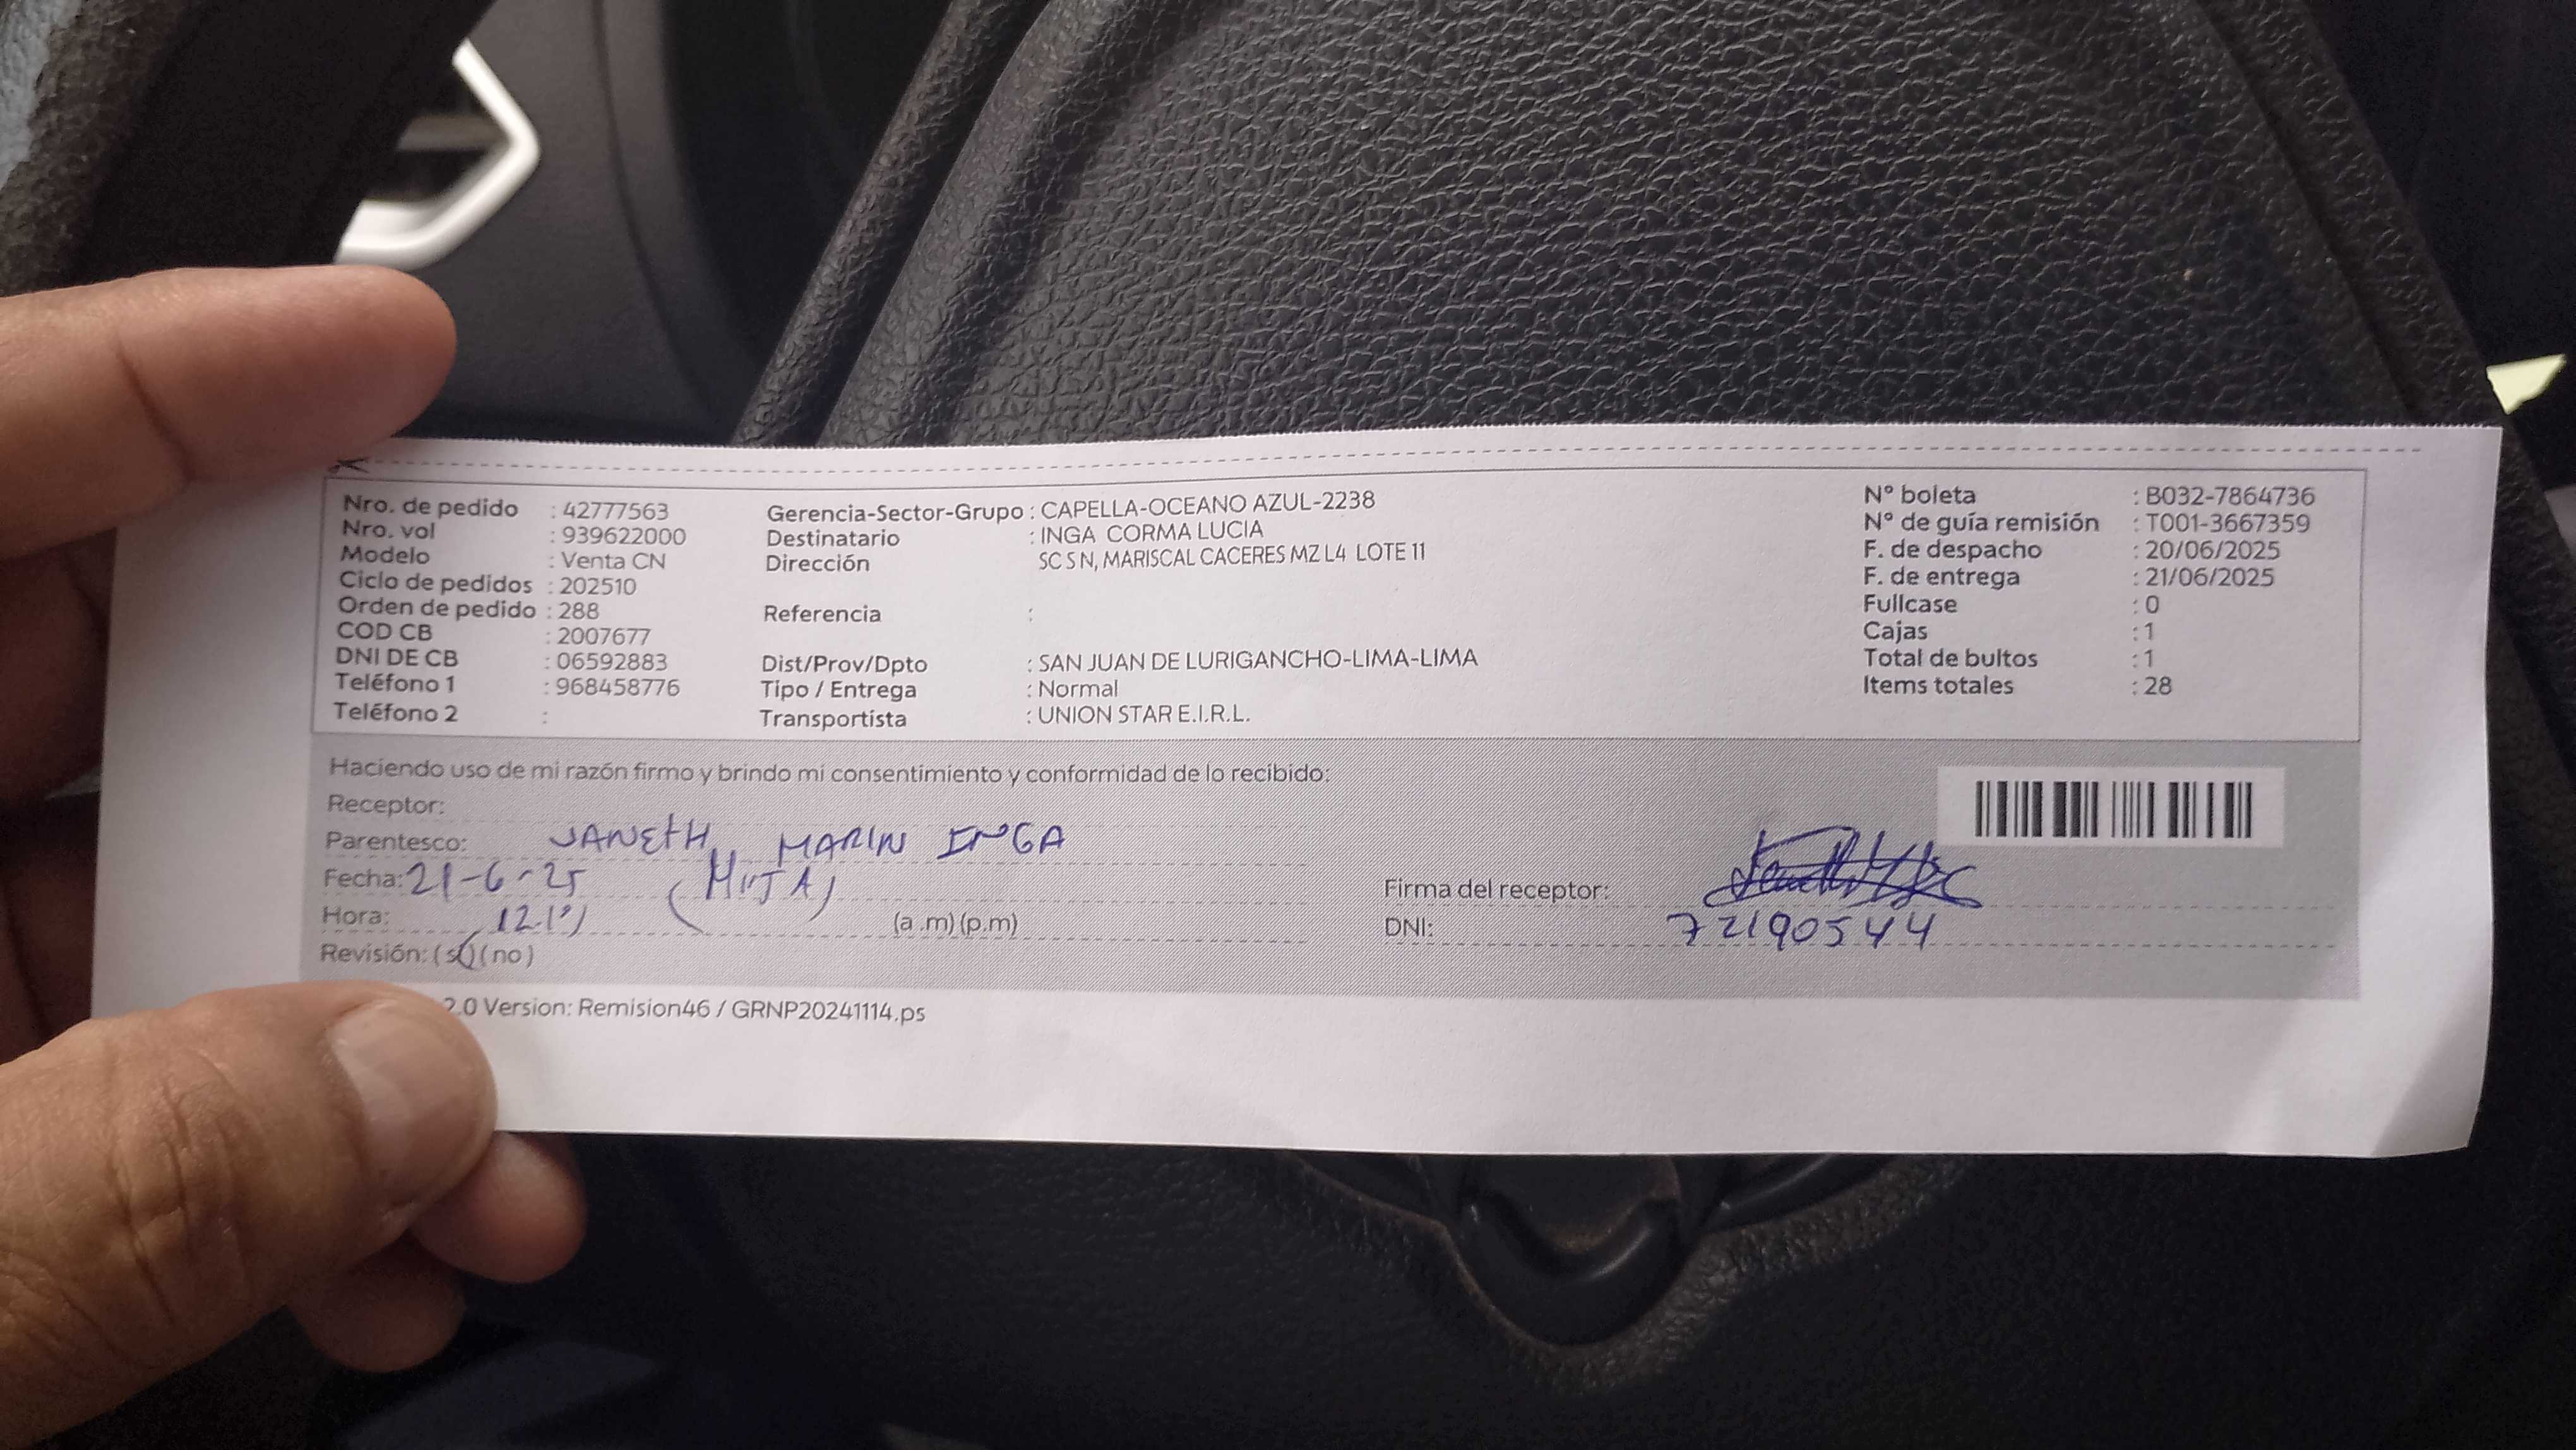 Nro. de pedido : 42777563
Nro. vol : 939622000
Modelo : Venta CN
Ciclo de pedidos : 202510
Orden de pedido : 288
COD CB : 2007677
DNI DE CB : 06592883
Teléfono 1 : 968458776
Teléfono 2 :
Gerencia-Sector-Grupo : CAPELLA-OCEANO AZUL-2238
Destinatario : INGA CORMA LUCIA
Dirección SC S N, MARISCAL CACERES MZ L4 LOTE 11
Referencia :
Dist/Prov/Dpto : SAN JUAN DE LURIGANCHO-LIMA-LIMA
Tipo / Entrega : Normal
Transportista : UNION STAR E.I.R.L.
N° boleta : B032-7864736
N° de guía remisión : T001-3667359
F. de despacho : 20/06/2025
F. de entrega : 21/06/2025
Fullcase : 0
Cajas : 1
Total de bultos : 1
Items totales : 28
Haciendo uso de mi razón firmo y brindo mi consentimiento y conformidad de lo recibido:
Receptor:
Parentesco: JANETH MARIN INGA
Fecha: 21-6-25 (HIJA)
Hora: (a .m) (p.m)
Revisión: (si) (no)
Firma del receptor:
DNI: 72190544
2.0 Version: Remision46 / GRNP20241114.ps